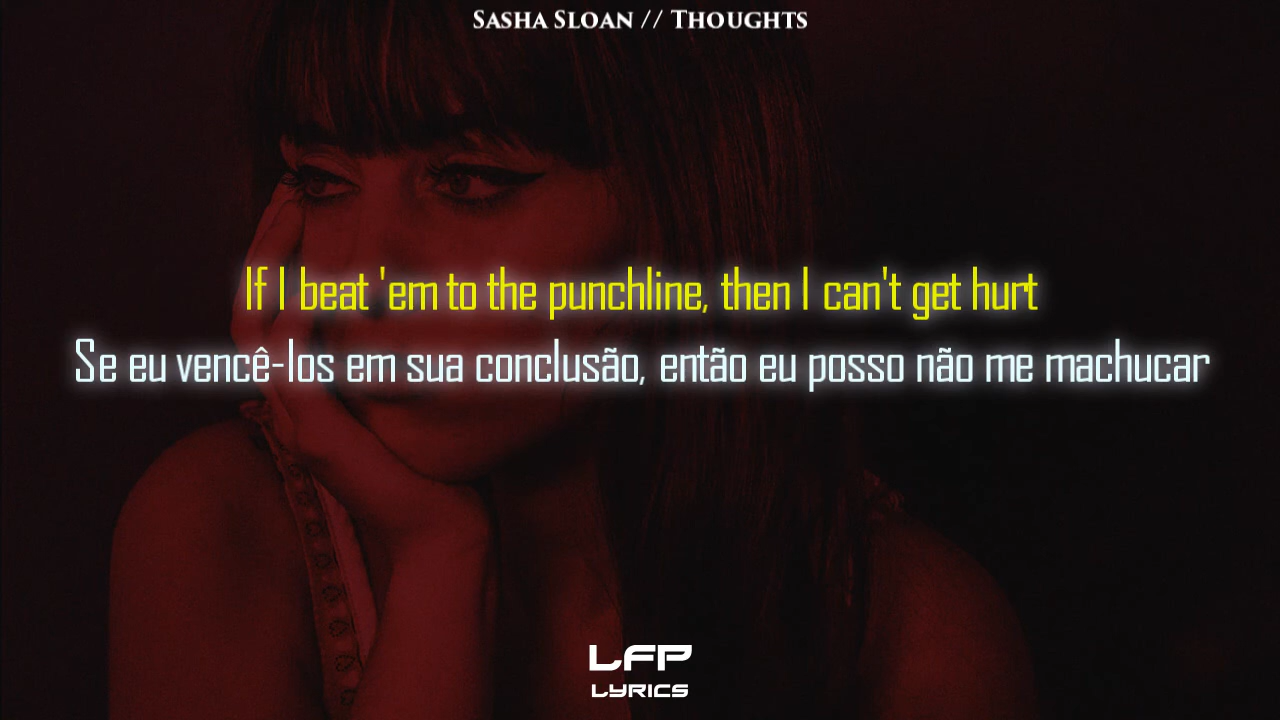 Sasha Sloan // Thoughts
If I beat 'em to the punchline, then I can't get hurt
Se eu vencê-los em sua conclusão, então eu posso não me machucar
LFP
LYRICS